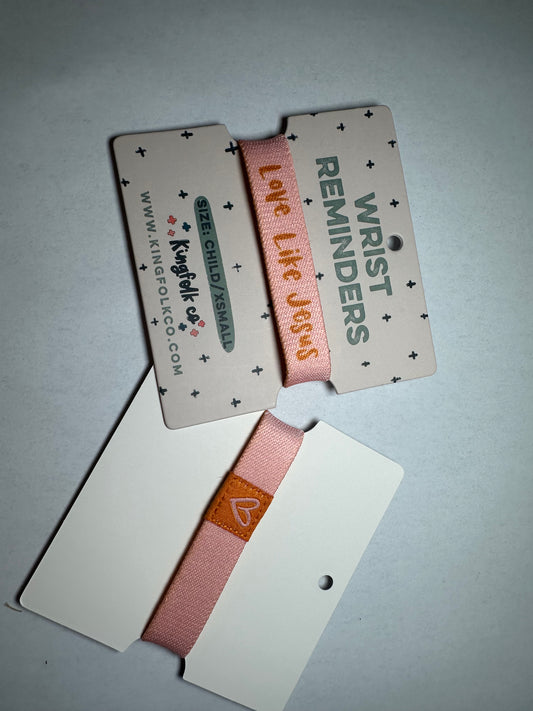 WRIST
REMINDERS
Love Like Jesus
SIZE: CHILD/XSMALL
Kingfolk co
WWW.KINGFOLKCO.COM